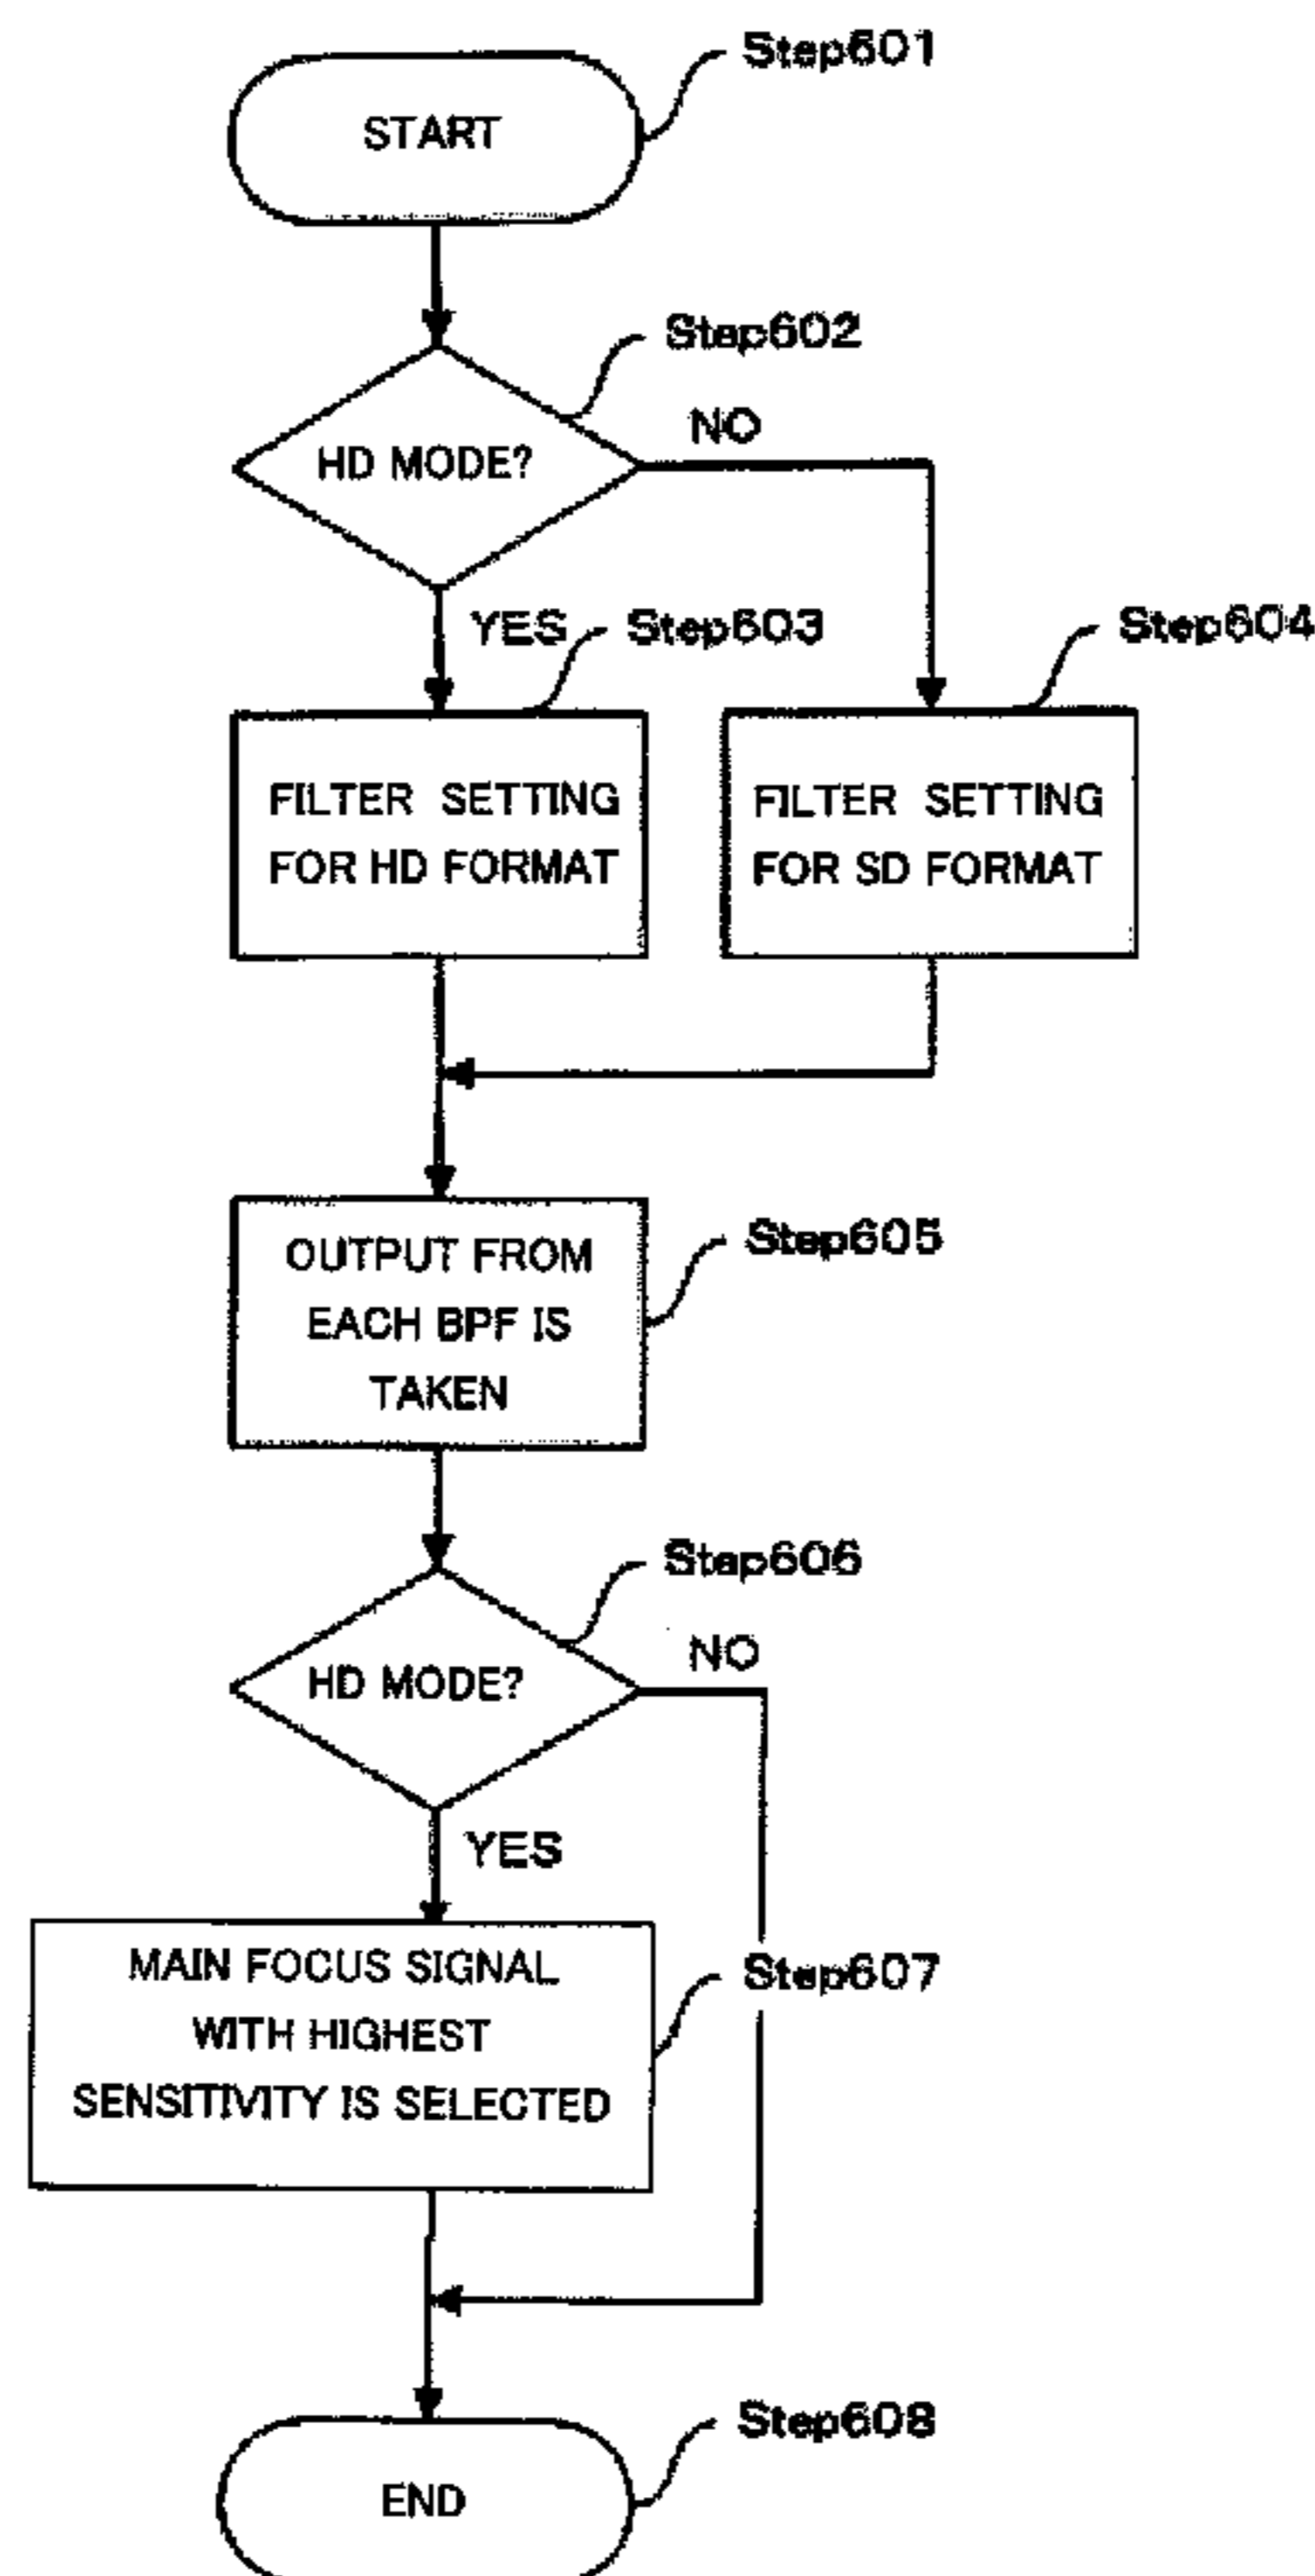 Step601
START
Step602
HD MODE?
NO
YES
Step603
Step604
FILTER SETTING
FOR HD FORMAT
FILTER SETTING
FOR SD FORMAT
OUTPUT FROM
EACH BPF IS
TAKEN
Step605
Step606
HD MODE?
NO
YES
MAIN FOCUS SIGNAL
WITH HIGHEST
SENSITIVITY IS SELECTED
Step607
Step608
END